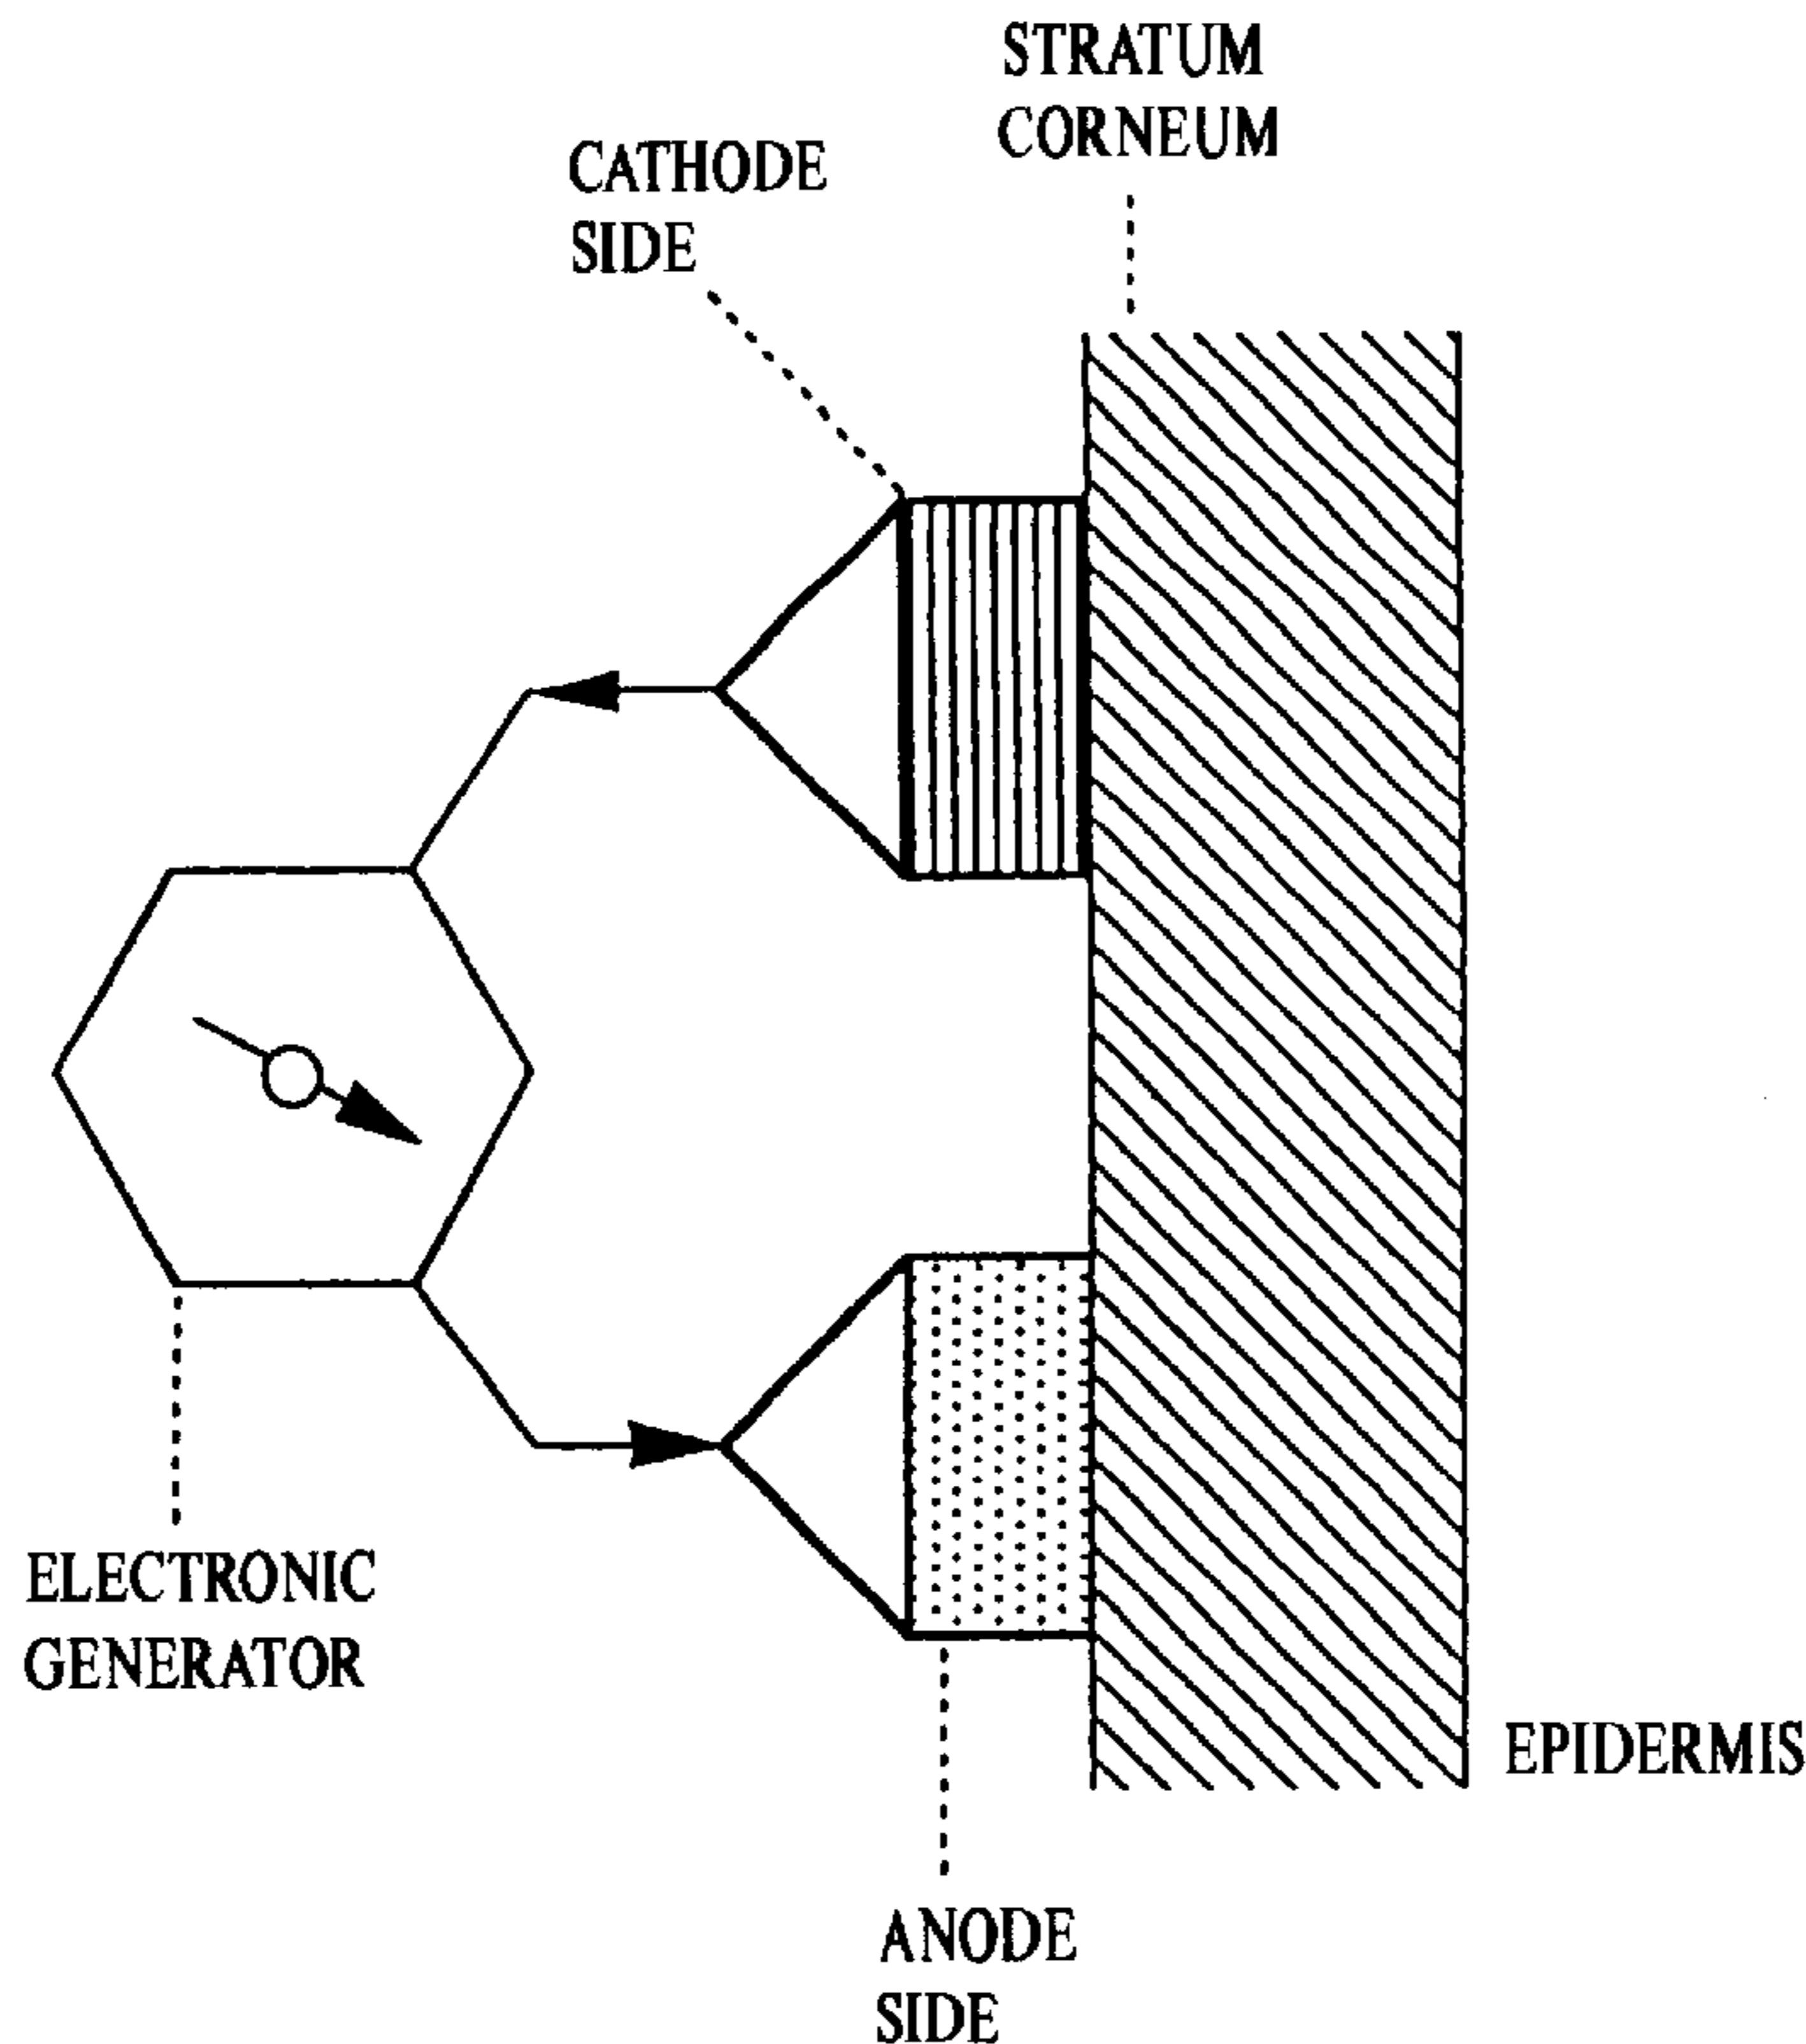 STRATUM
CORNEUM
CATHODE
SIDE
ELECTRONIC
GENERATOR
EPIDERMIS
ANODE
SIDE